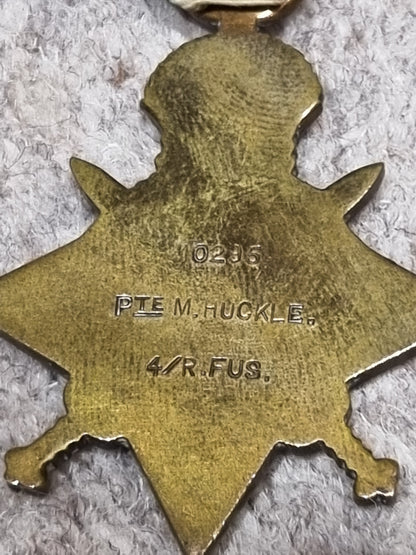 10295
PTE M. HUCKLE.
4/R. FUS.